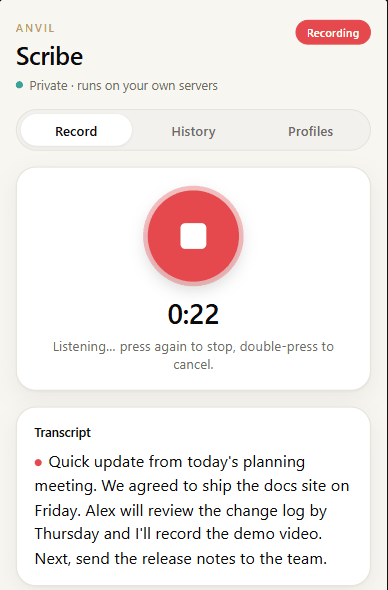 ANVIL
Recording
Scribe
Private · runs on your own servers
Record
History
Profiles
0:22
Listening... press again to stop, double-press to
cancel.
Transcript
Quick update from today's planning
meeting. We agreed to ship the docs site on
Friday. Alex will review the change log by
Thursday and I'll record the demo video.
Next, send the release notes to the team.